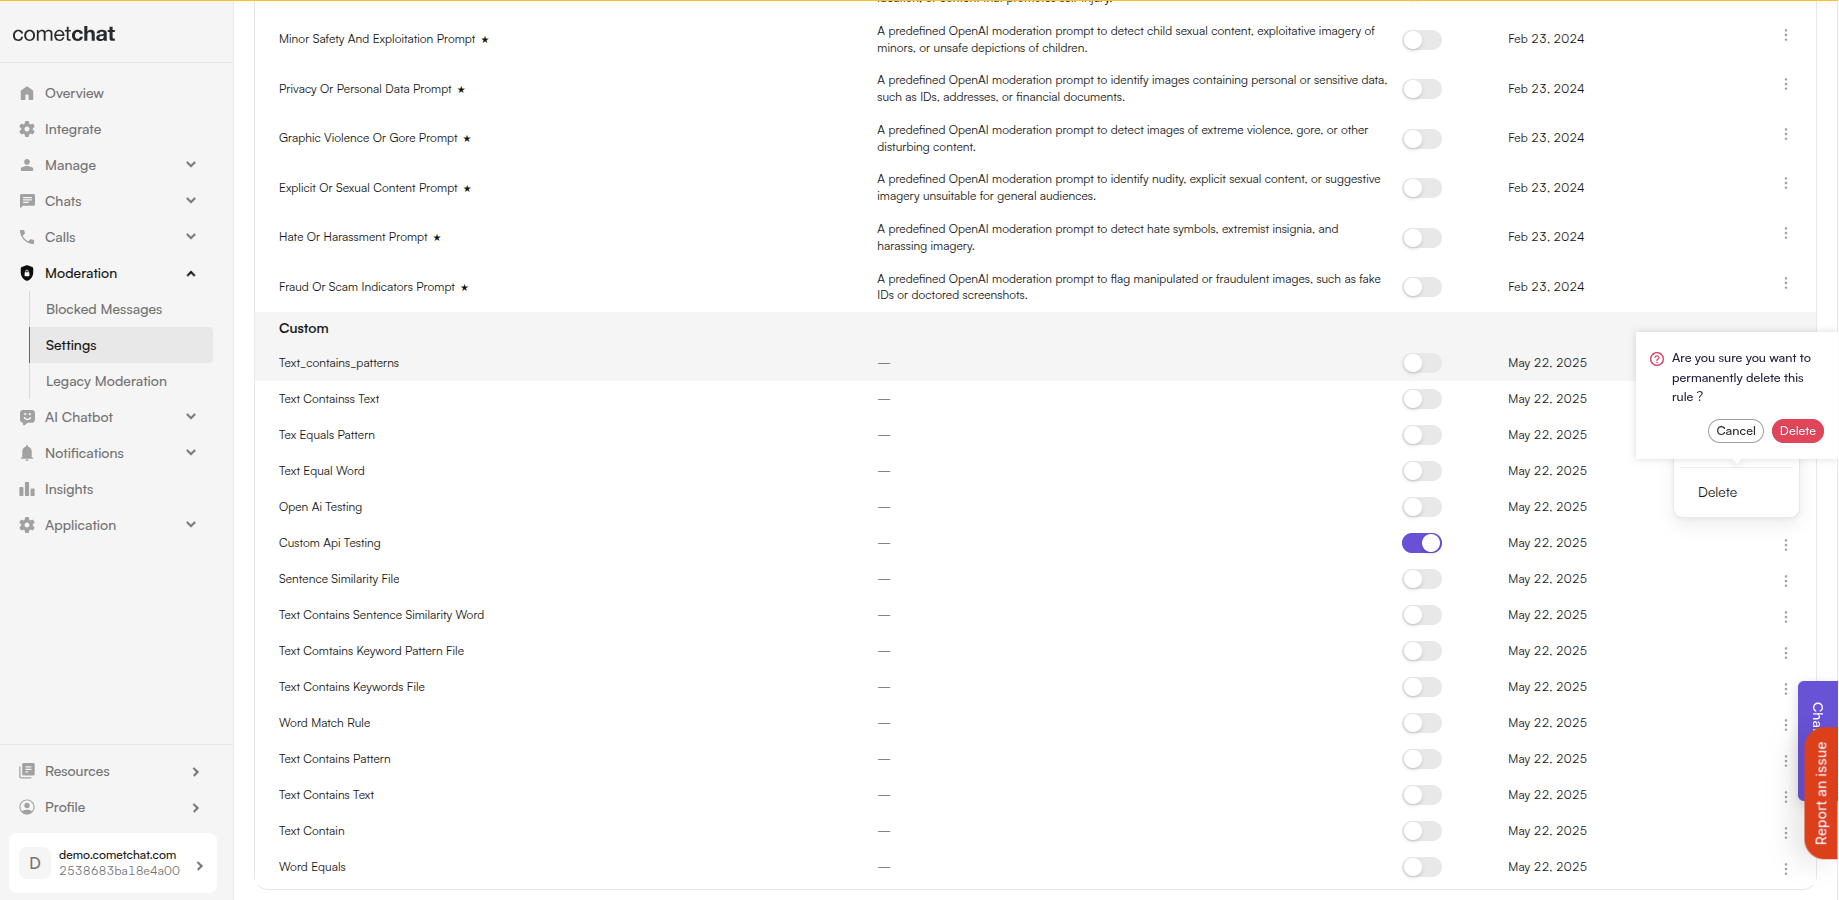 cometchat
Overview
Integrate
Manage
Chats
Calls
Moderation
Blocked Messages
Settings
Legacy Moderation
AI Chatbot
Notifications
Insights
Application
Resources
Profile
D
demo.cometchat.com
2538683ba18e4a00
Minor Safety And Exploitation Prompt ★
A predefined OpenAI moderation prompt to detect child sexual content, exploitative imagery of
minors, or unsafe depictions of children.
Feb 23, 2024
Privacy Or Personal Data Prompt ★
A predefined OpenAI moderation prompt to identify images containing personal or sensitive data,
such as IDs, addresses, or financial documents.
Feb 23, 2024
Graphic Violence Or Gore Prompt ★
A predefined OpenAI moderation prompt to detect images of extreme violence, gore, or other
disturbing content.
Feb 23, 2024
Explicit Or Sexual Content Prompt ★
A predefined OpenAI moderation prompt to identify nudity, explicit sexual content, or suggestive
imagery unsuitable for general audiences.
Feb 23, 2024
Hate Or Harassment Prompt ★
A predefined OpenAI moderation prompt to detect hate symbols, extremist insignia, and
harassing imagery.
Feb 23, 2024
Fraud Or Scam Indicators Prompt ★
A predefined OpenAI moderation prompt to flag manipulated or fraudulent images, such as fake
IDs or doctored screenshots.
Feb 23, 2024
Custom
Text_contains_patterns — May 22, 2025
Text Containss Text — May 22, 2025
Tex Equals Pattern — May 22, 2025
Text Equal Word — May 22, 2025
Open Ai Testing — May 22, 2025
Custom Api Testing — May 22, 2025
Sentence Similarity File — May 22, 2025
Text Contains Sentence Similarity Word — May 22, 2025
Text Comtains Keyword Pattern File — May 22, 2025
Text Contains Keywords File — May 22, 2025
Word Match Rule — May 22, 2025
Text Contains Pattern — May 22, 2025
Text Contains Text — May 22, 2025
Text Contain — May 22, 2025
Word Equals — May 22, 2025
Are you sure you want to
permanently delete this
rule ?
Cancel Delete
Delete
Report an issue